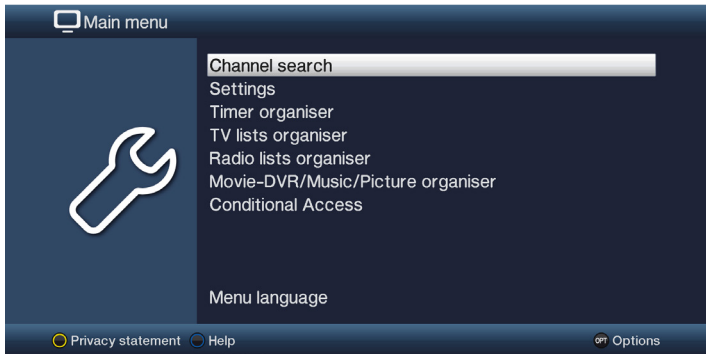 Main menu
Channel search
Settings
Timer organiser
TV lists organiser
Radio lists organiser
Movie-DVR/Music/Picture organiser
Conditional Access
Menu language
Privacy statement Help OPT Options